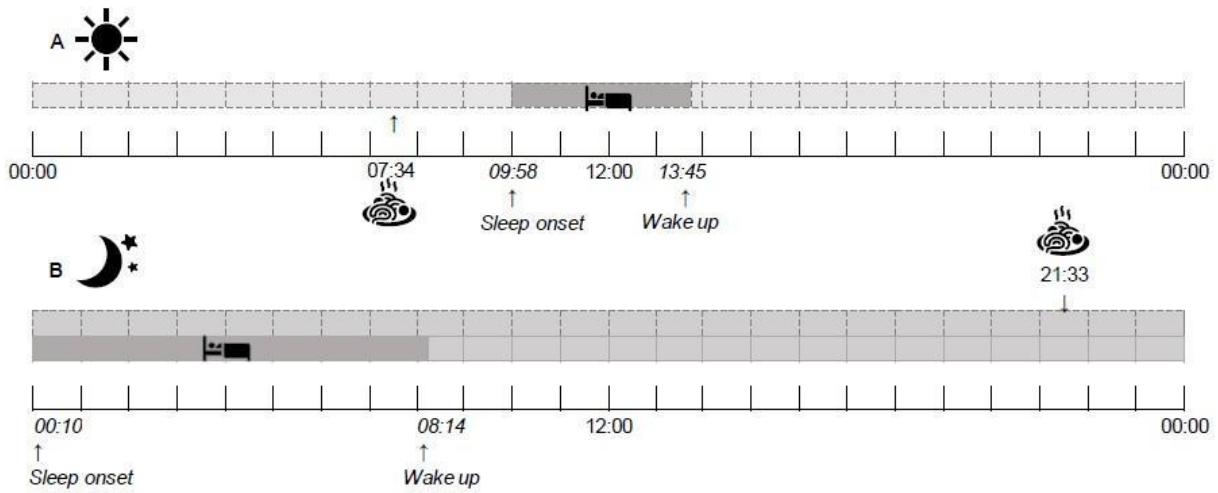 A
00:00 07:34 09:58 12:00 13:45 00:00
Sleep onset Wake up
B
21:33
00:10 08:14 12:00 00:00
Sleep onset Wake up